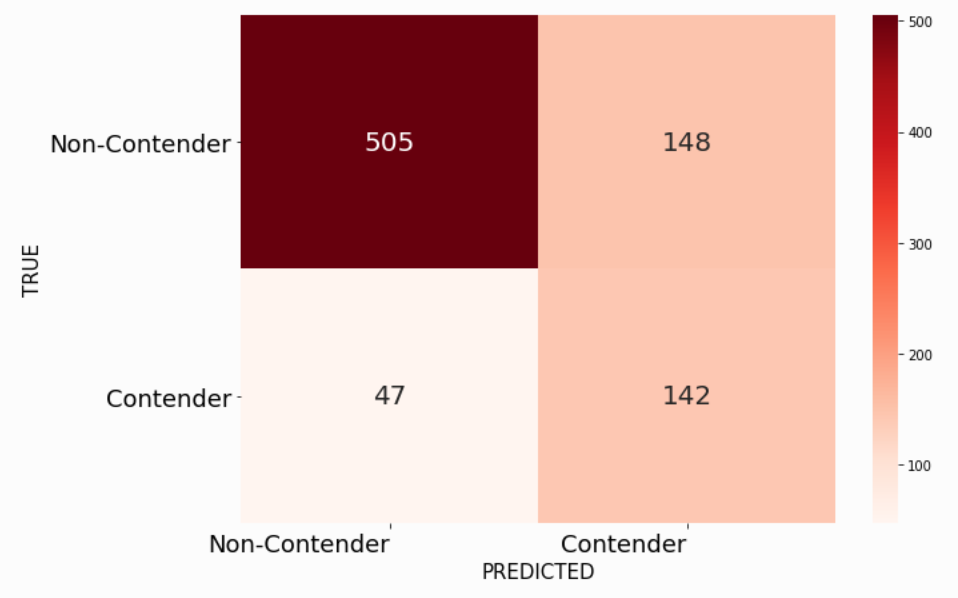 500
Non-Contender
505
148
400
300
TRUE
200
Contender
47
142
100
Non-Contender
Contender
PREDICTED